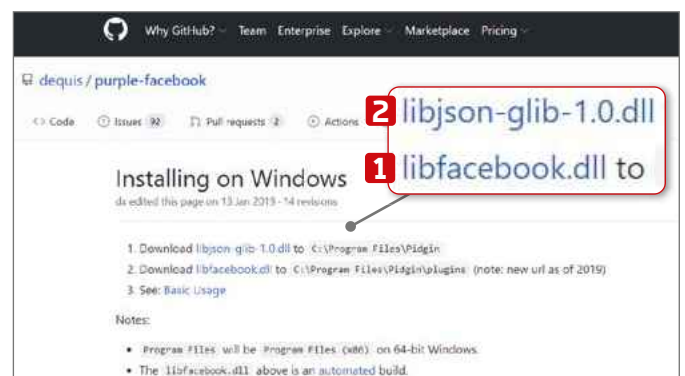 Why GitHub? Team Enterprise Explore Marketplace Pricing
dequis / purple-facebook
<> Code Issues 92 Pull requests 2 Actions
2 libjson-glib-1.0.dll
1 libfacebook.dll to
Installing on Windows
dx edited this page on 13 Jan 2019 · 14 revisions
1. Download libjson-glib-1.0.dll to C:\Program Files\Pidgin
2. Download libfacebook.dll to C:\Program Files\Pidgin\plugins (note: new url as of 2019)
3. See: Basic Usage
Notes:
• Program Files will be Program Files (x86) on 64-bit Windows.
• The libfacebook.dll above is an automated build.